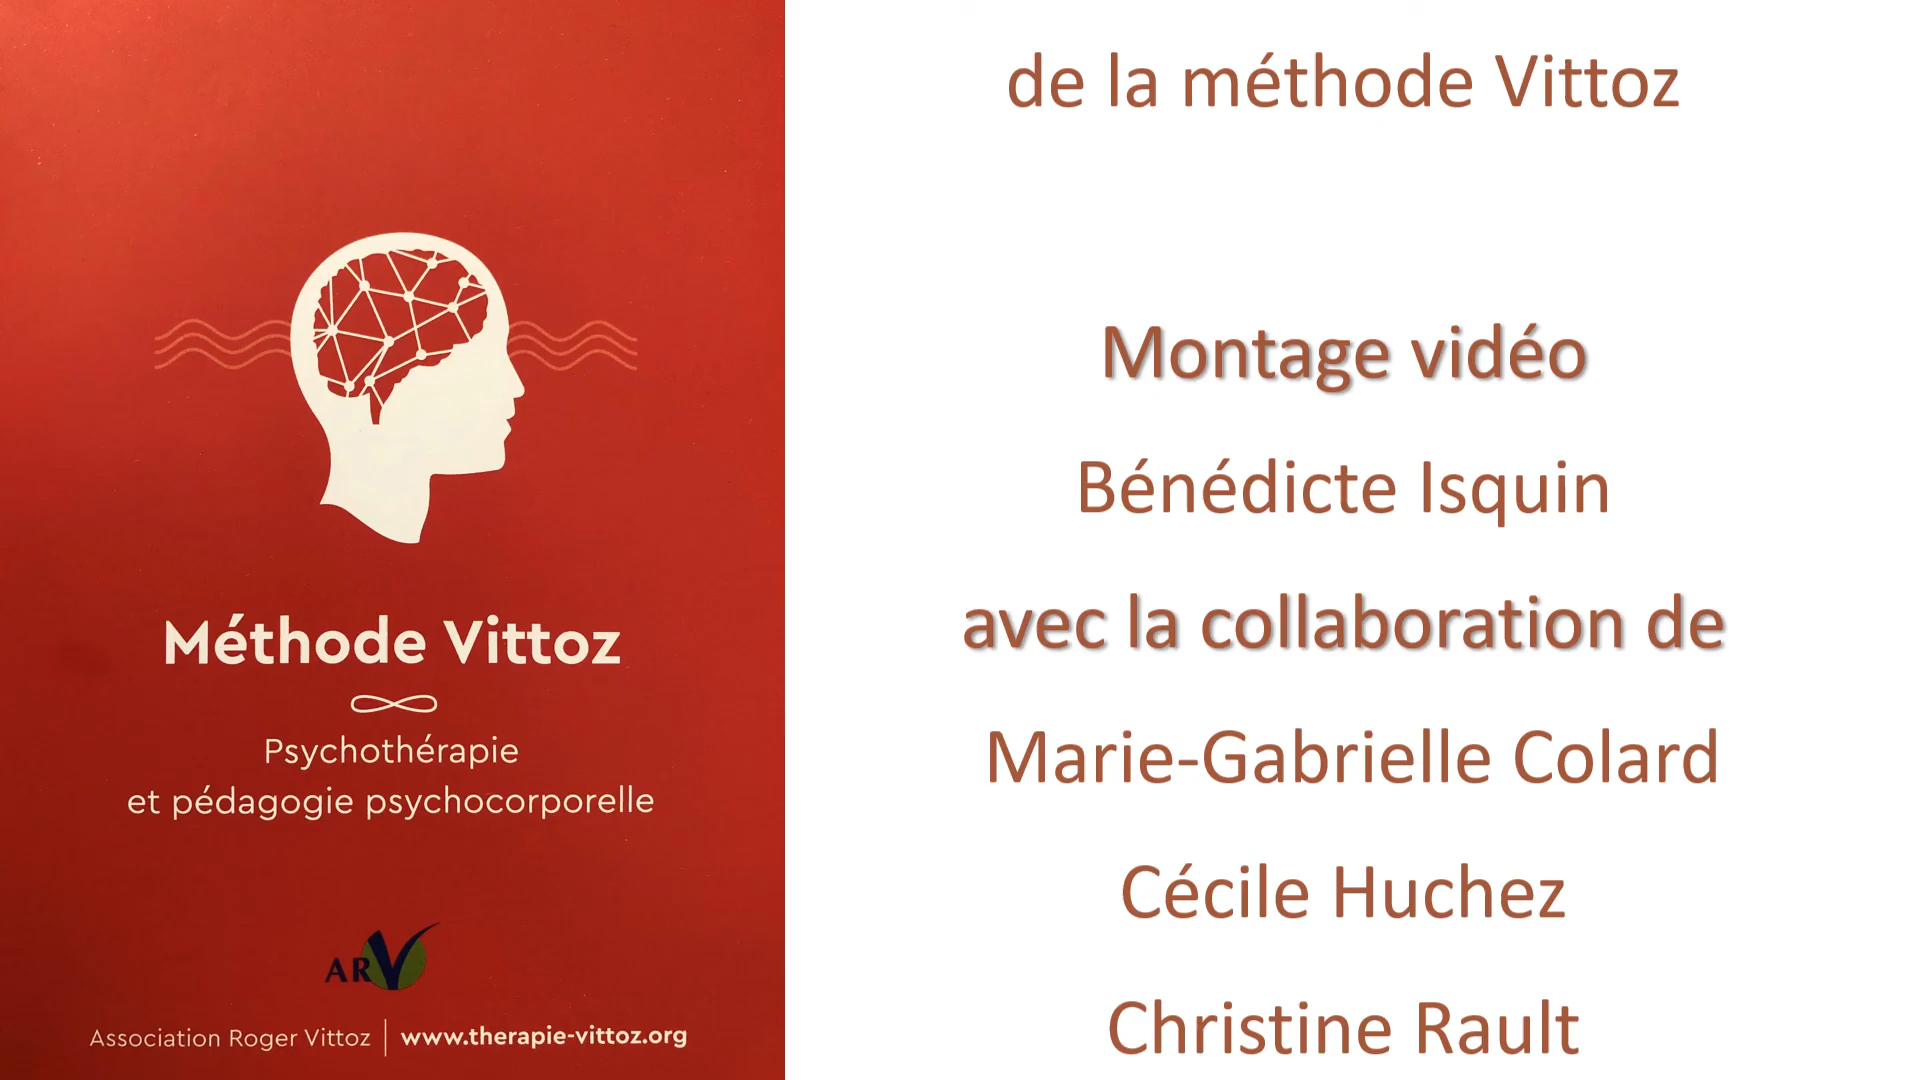 Méthode Vittoz
Psychothérapie
et pédagogie psychocorporelle
ARV
Association Roger Vittoz | www.therapie-vittoz.org
de la méthode Vittoz
Montage vidéo
Bénédicte Isquin
avec la collaboration de
Marie-Gabrielle Colard
Cécile Huchez
Christine Rault